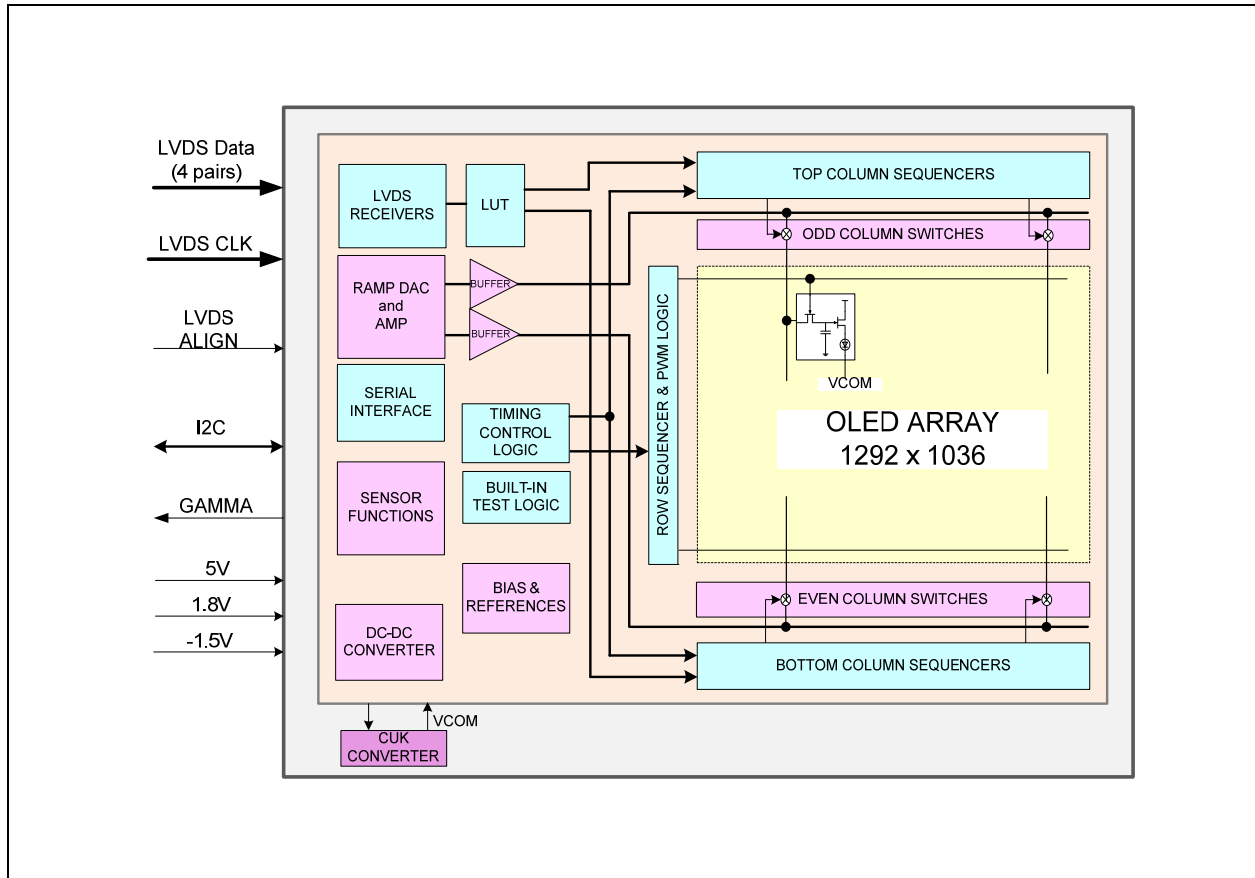 LVDS Data
(4 pairs)
LVDS CLK
LVDS
ALIGN
I2C
GAMMA
5V
1.8V
-1.5V
LVDS
RECEIVERS
LUT
RAMP DAC
and
AMP
BUFFER
BUFFER
SERIAL
INTERFACE
TIMING
CONTROL
LOGIC
SENSOR
FUNCTIONS
BUILT-IN
TEST LOGIC
BIAS &
REFERENCES
DC-DC
CONVERTER
VCOM
CUK
CONVERTER
ROW SEQUENCER & PWM LOGIC
TOP COLUMN SEQUENCERS
ODD COLUMN SWITCHES
VCOM
OLED ARRAY
1292 x 1036
EVEN COLUMN SWITCHES
BOTTOM COLUMN SEQUENCERS